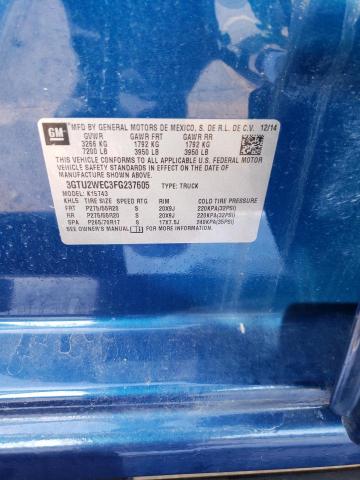 GM
MFD BY GENERAL MOTORS DE MEXICO, S. DE R.L. DE C.V. 12/14
GVWR GAWR FRT GAWR RR
3266 KG 1792 KG 1792 KG
7200 LB 3950 LB 3950 LB
THIS VEHICLE CONFORMS TO ALL APPLICABLE U.S. FEDERAL MOTOR
VEHICLE SAFETY STANDARDS IN EFFECT ON THE DATE OF
MANUFACTURE SHOWN ABOVE.
3GTU2WEC3FG237605 TYPE: TRUCK
MODEL: K15743
KHLS TIRE SIZE SPEED RTG RIM COLD TIRE PRESSURE
FRT P275/55R20 S 20X9J 220KPA(32PSI)
RR P275/55R20 S 20X9J 220KPA(32PSI)
SPA P265/70R17 17X7.5J 240KPA(35PSI)
SEE OWNER'S MANUAL FOR MORE INFORMATION.